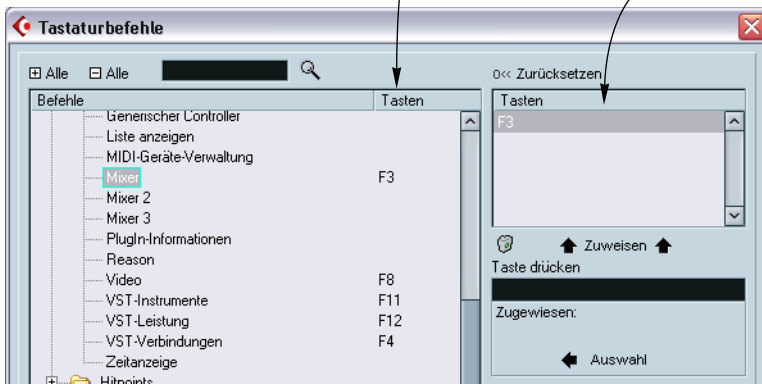 Tastaturbefehle
Alle Alle
0<< Zurücksetzen
Befehle Tasten
Tasten
Generischer Controller
F3
Liste anzeigen
MIDI-Geräte-Verwaltung
Mixer F3
Mixer 2
Mixer 3
PlugIn-Informationen
Zuweisen
Reason
Taste drücken
Video F8
VST-Instrumente F11
Zugewiesen:
VST-Leistung F12
VST-Verbindungen F4
Auswahl
Zeitanzeige
Hitpoints